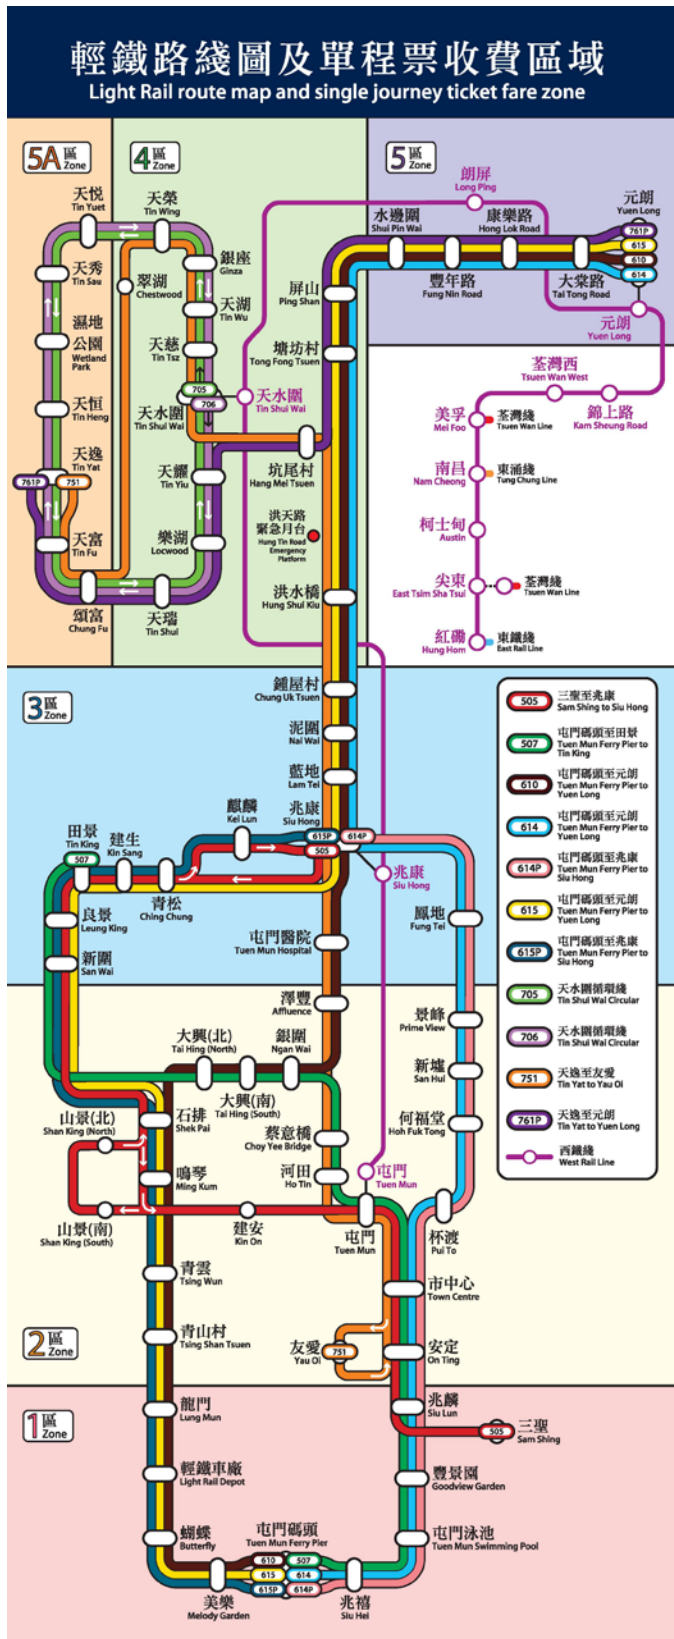 輕鐵路綫圖及單程票收費區域
Light Rail route map and single journey ticket fare zone
5A 區
Zone
4 區
Zone
5 區
Zone
天悦
Tin Yuet
天榮
Tin Wing
天秀
Tin Sau
翠湖
Chestwood
銀座
Ginza
濕地
公園
Wetland
Park
天湖
Tin Wu
天慈
Tin Tsz
天恒
Tin Heng
705
706
天水圍
Tin Shui Wai
天水圍
Tin Shui Wai
天逸
Tin Yat
761P
751
天耀
Tin Yiu
天富
Tin Fu
樂湖
Locwood
頌富
Chung Fu
天瑞
Tin Shui
朗屏
Long Ping
水邊圍
Shui Pin Wai
康樂路
Hong Lok Road
元朗
Yuen Long
761P
615
610
614
屏山
Ping Shan
豐年路
Fung Nin Road
大棠路
Tai Tong Road
元朗
Yuen Long
塘坊村
Tong Fong Tsuen
坑尾村
Hang Mei Tsuen
洪天路
緊急月台
Hung Tin Road
Emergency
Platform
洪水橋
Hung Shui Kiu
荃灣西
Tsuen Wan West
錦上路
Kam Sheung Road
美孚
Mei Foo
荃灣綫
Tsuen Wan Line
南昌
Nam Cheong
東涌綫
Tung Chung Line
柯士甸
Austin
尖東
East Tsim Sha Tsui
荃灣綫
Tsuen Wan Line
紅磡
Hung Hom
東鐵綫
East Rail Line
3 區
Zone
鍾屋村
Chung Uk Tsuen
泥圍
Nai Wai
藍地
Lam Tei
兆康
Siu Hong
615P
614P
505
麒麟
Kei Lun
田景
Tin King
507
建生
Kin Sang
青松
Ching Chung
兆康
Siu Hong
良景
Leung King
新圍
San Wai
屯門醫院
Tuen Mun Hospital
鳳地
Fung Tei
505
三聖至兆康
Sam Shing to Siu Hong
507
屯門碼頭至田景
Tuen Mun Ferry Pier to
Tin King
610
屯門碼頭至元朗
Tuen Mun Ferry Pier to
Yuen Long
614
屯門碼頭至元朗
Tuen Mun Ferry Pier to
Yuen Long
614P
屯門碼頭至兆康
Tuen Mun Ferry Pier to
Siu Hong
615
屯門碼頭至元朗
Tuen Mun Ferry Pier to
Yuen Long
615P
屯門碼頭至兆康
Tuen Mun Ferry Pier to
Siu Hong
705
天水圍循環綫
Tin Shui Wai Circular
706
天水圍循環綫
Tin Shui Wai Circular
751
天逸至友愛
Tin Yat to Yau Oi
761P
天逸至元朗
Tin Yat to Yuen Long
西鐵綫
West Rail Line
2 區
Zone
澤豐
Affluence
大興(北)
Tai Hing (North)
銀圍
Ngan Wai
大興(南)
Tai Hing (South)
石排
Shek Pai
山景(北)
Shan King (North)
蔡意橋
Choy Yee Bridge
鳴琴
Ming Kum
河田
Ho Tin
屯門
Tuen Mun
山景(南)
Shan King (South)
建安
Kin On
屯門
Tuen Mun
景峰
Prime View
新墟
San Hui
何福堂
Hoh Fuk Tong
杯渡
Pui To
青雲
Tsing Wun
市中心
Town Centre
青山村
Tsing Shan Tsuen
友愛
Yau Oi
751
安定
On Ting
1 區
Zone
龍門
Lung Mun
兆麟
Siu Lun
505
三聖
Sam Shing
輕鐵車廠
Light Rail Depot
豐景園
Goodview Garden
蝴蝶
Butterfly
屯門碼頭
Tuen Mun Ferry Pier
屯門泳池
Tuen Mun Swimming Pool
610
507
615
614
615P
614P
美樂
Melody Garden
兆禧
Siu Hei